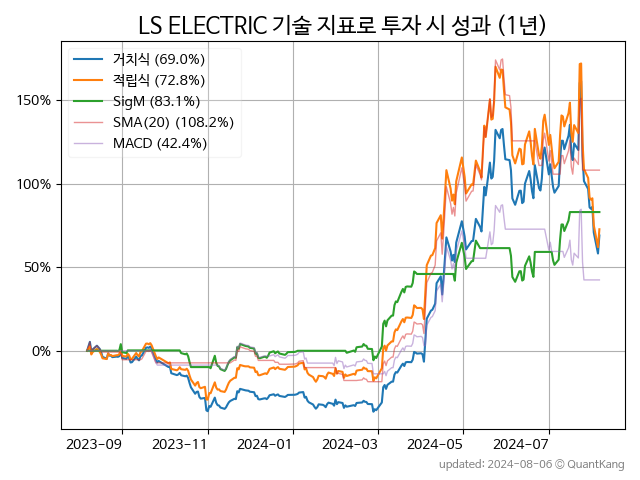 LS ELECTRIC 기술 지표로 투자 시 성과 (1년)
거치식 (69.0%)
적립식 (72.8%)
SigM (83.1%)
SMA(20) (108.2%)
MACD (42.4%)
150%
100%
50%
0%
2023-09 2023-11 2024-01 2024-03 2024-05 2024-07
updated: 2024-08-06 © QuantKang